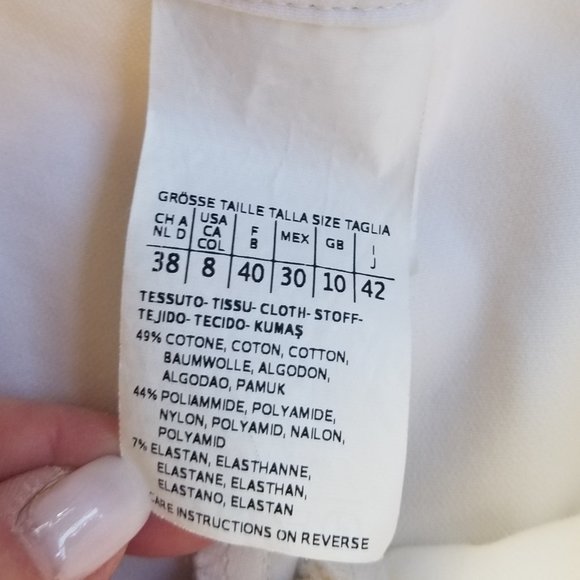 GRÖSSE TAILLE TALLA SIZE TAGLIA
CH A NL D | USA CA COL | F B | MEX | GB | I J
38 | 8 | 40 | 30 | 10 | 42
TESSUTO- TISSU- CLOTH- STOFF-
TEJIDO- TECIDO- KUMAŞ
49% COTONE, COTON, COTTON,
BAUMWOLLE, ALGODON,
ALGODAO, PAMUK
44% POLIAMMIDE, POLYAMIDE,
NYLON, POLYAMID, NAILON,
POLYAMID
7% ELASTAN, ELASTHANNE,
ELASTANE, ELASTHAN,
ELASTANO, ELASTAN
CARE INSTRUCTIONS ON REVERSE